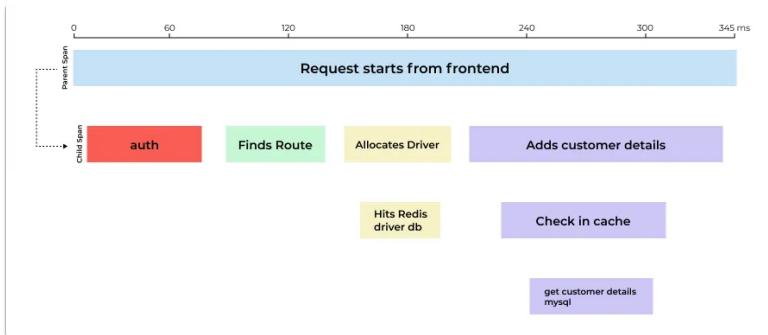 0 60 120 180 240 300 345 ms
Parent Span
Request starts from frontend
Child Span
auth
Finds Route
Allocates Driver
Adds customer details
Hits Redis
driver db
Check in cache
get customer details
mysql